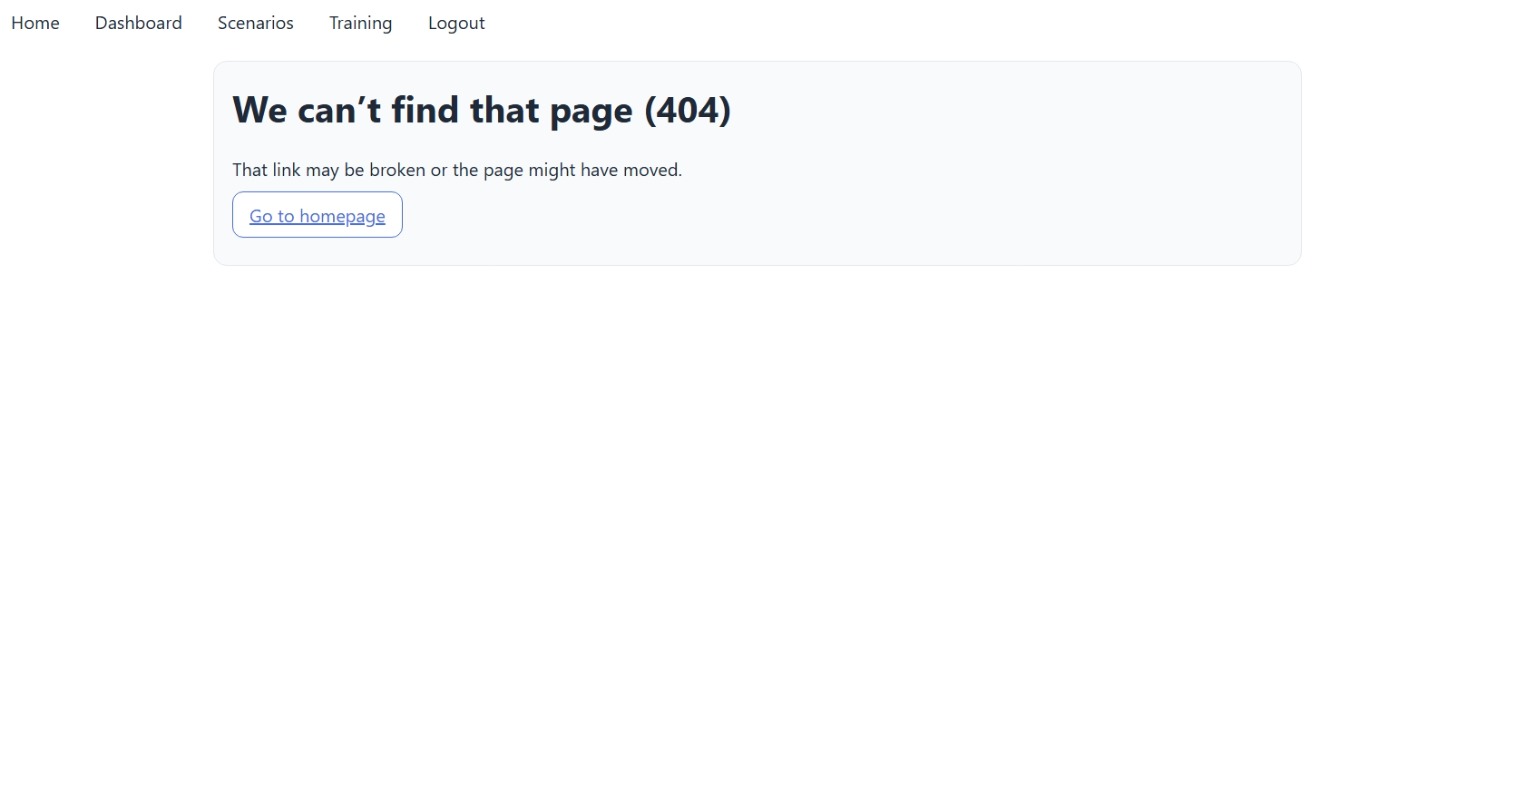 Home Dashboard Scenarios Training Logout
We can’t find that page (404)
That link may be broken or the page might have moved.
Go to homepage